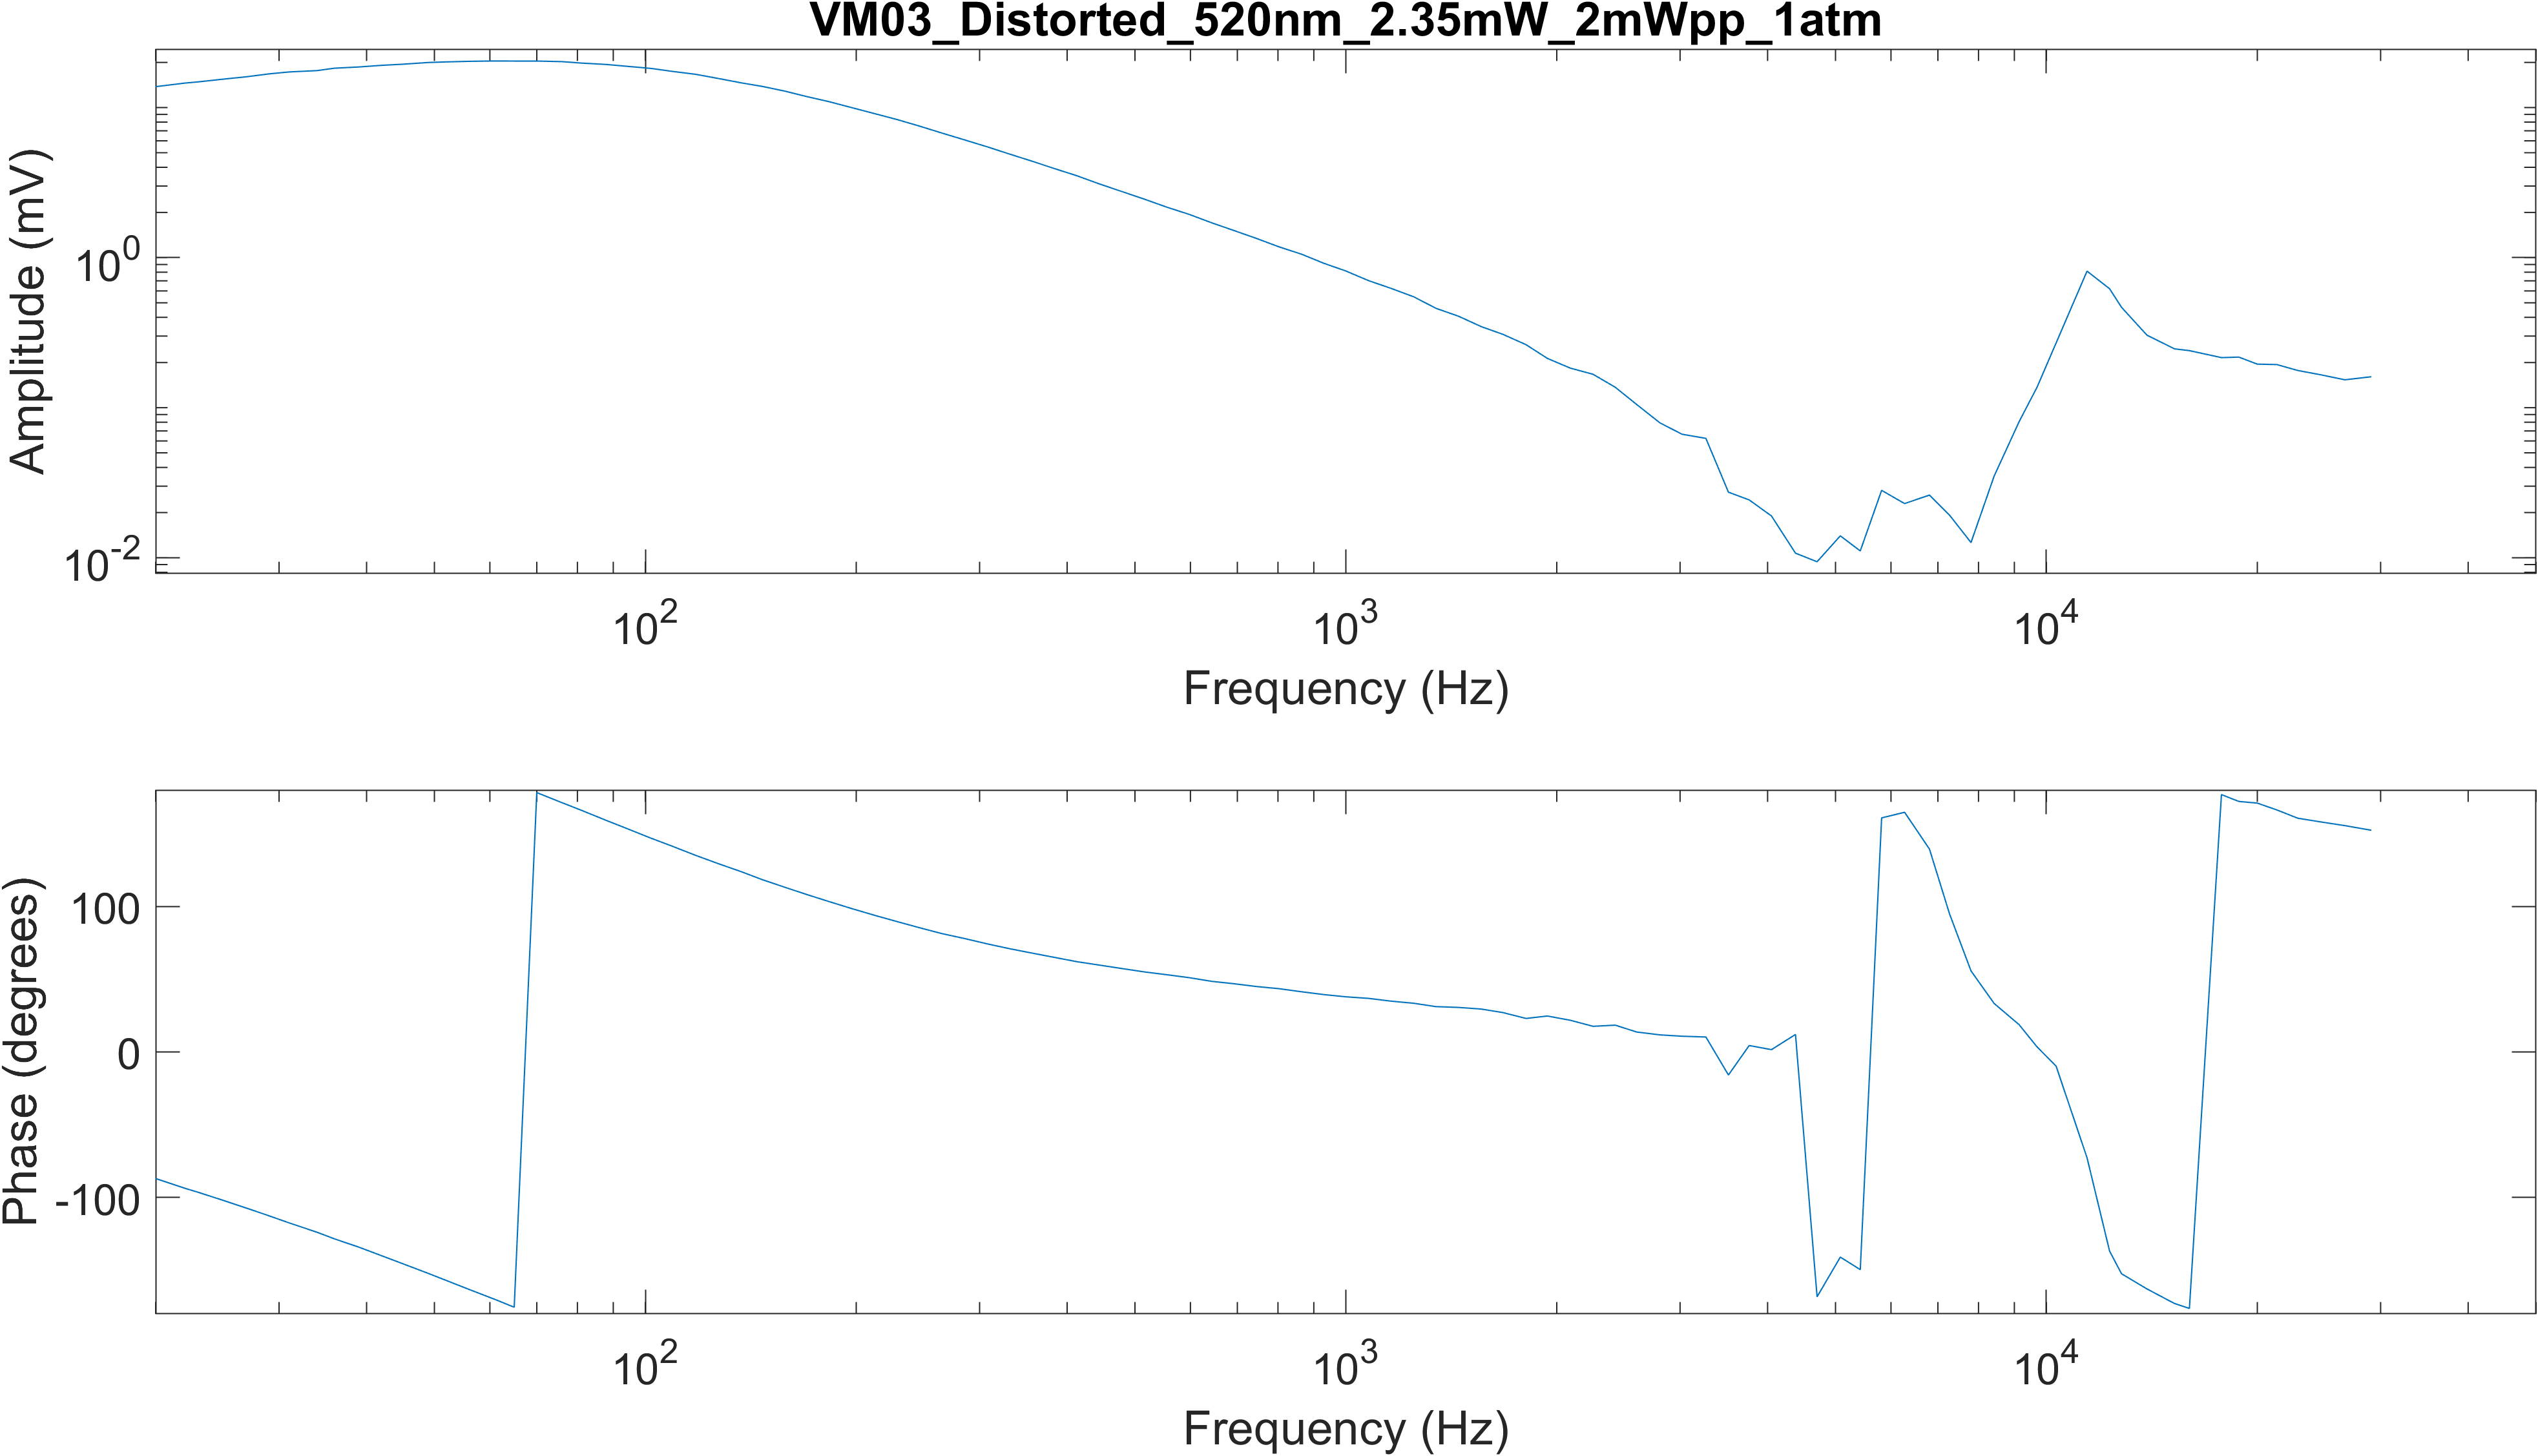 VM03_Distorted_520nm_2.35mW_2mWpp_1atm
Amplitude (mV)
10^0
10^-2
10^2
10^3
10^4
Frequency (Hz)
Phase (degrees)
100
0
-100
10^2
10^3
10^4
Frequency (Hz)